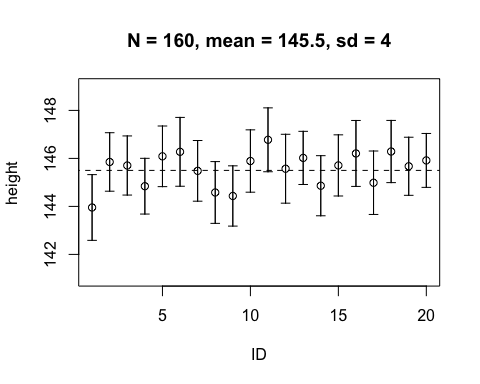 N = 160, mean = 145.5, sd = 4
height
148
146
144
142
5 10 15 20
ID